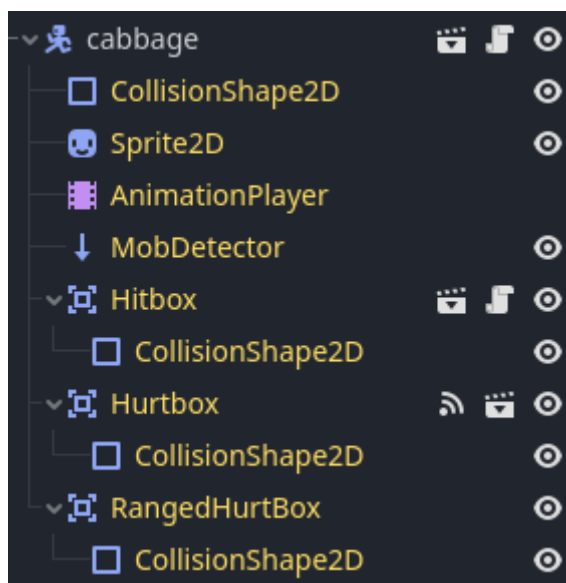 cabbage
CollisionShape2D
Sprite2D
AnimationPlayer
MobDetector
Hitbox
CollisionShape2D
Hurtbox
CollisionShape2D
RangedHurtBox
CollisionShape2D